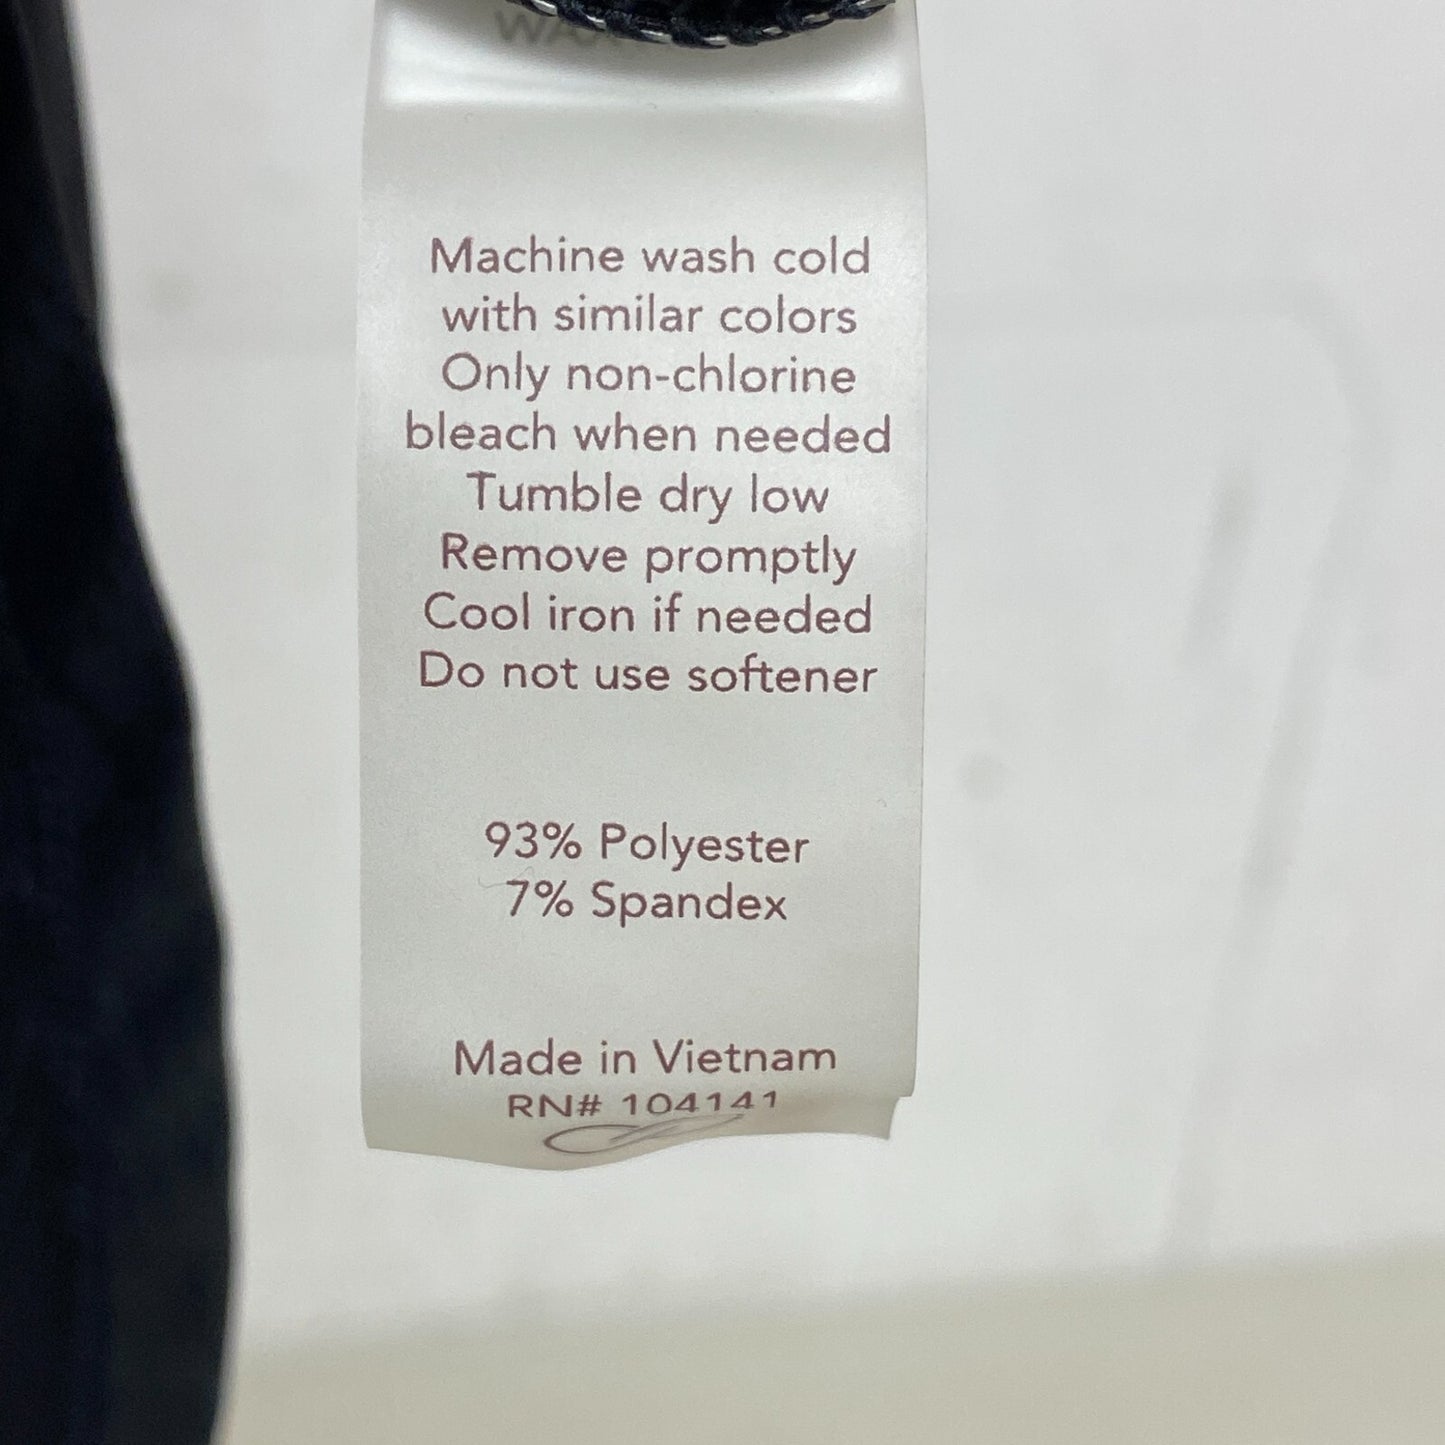 Machine wash cold
with similar colors
Only non-chlorine
bleach when needed
Tumble dry low
Remove promptly
Cool iron if needed
Do not use softener
93% Polyester
7% Spandex
Made in Vietnam
RN# 104141